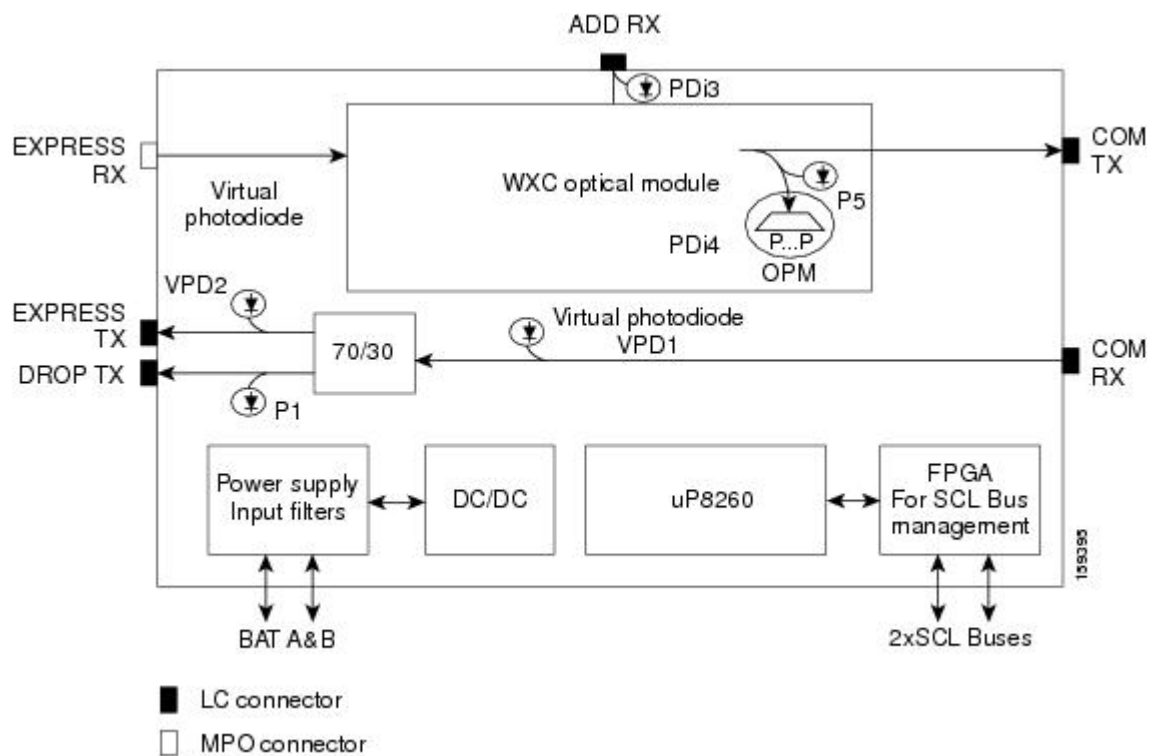 ADD RX
PDi3
EXPRESS
RX
COM
TX
Virtual
photodiode
WXC optical module
P5
PDi4
P...P
OPM
VPD2
EXPRESS
TX
Virtual photodiode
VPD1
70/30
COM
RX
DROP TX
P1
Power supply
Input filters
DC/DC
uP8260
FPGA
For SCL Bus
management
159395
BAT A&B
2xSCL Buses
LC connector
MPO connector